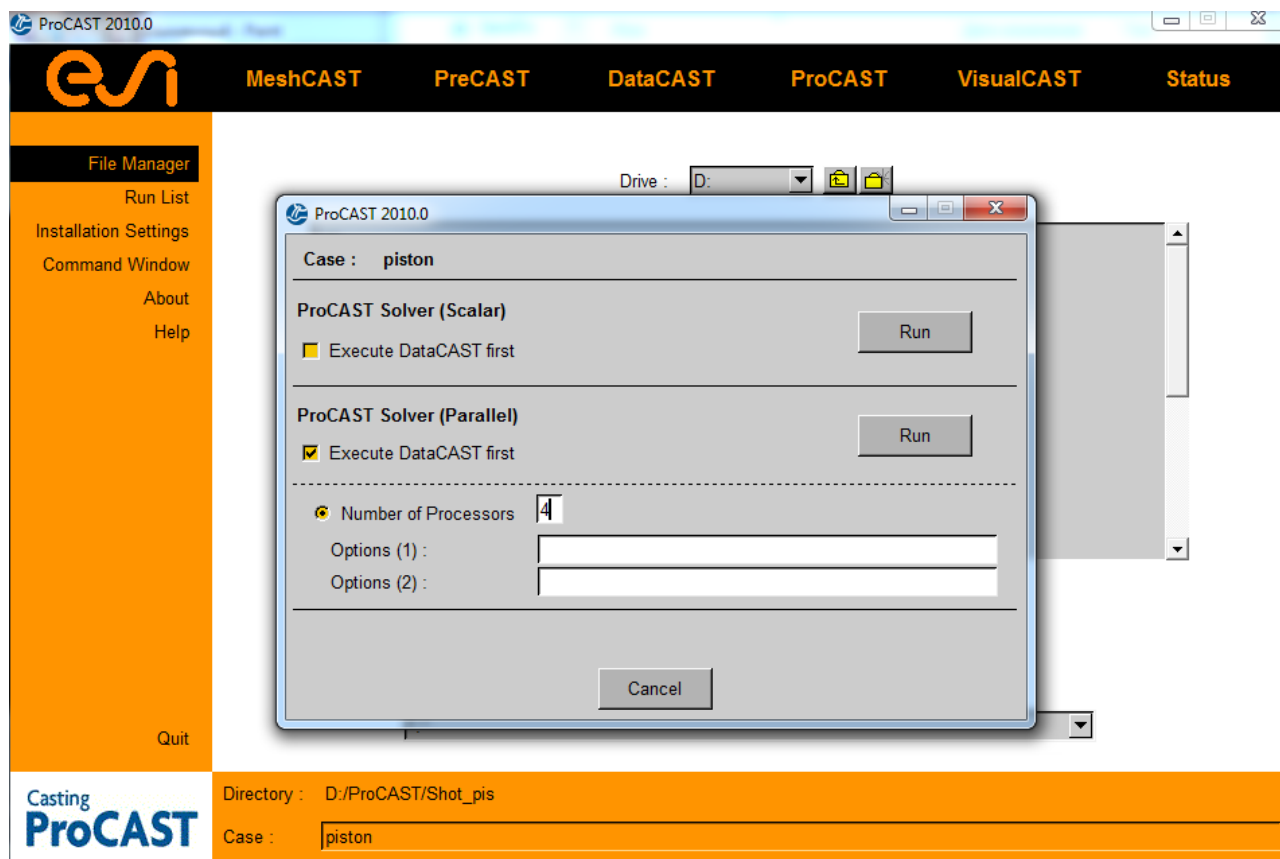 ProCAST 2010.0
esi MeshCAST PreCAST DataCAST ProCAST VisualCAST Status
File Manager
Run List
Installation Settings
Command Window
About
Help
Quit
Drive : D:
ProCAST 2010.0
Case : piston
ProCAST Solver (Scalar)
Execute DataCAST first
Run
ProCAST Solver (Parallel)
Execute DataCAST first
Run
Number of Processors 4
Options (1) :
Options (2) :
Cancel
Casting
ProCAST
Directory : D:/ProCAST/Shot_pis
Case : piston